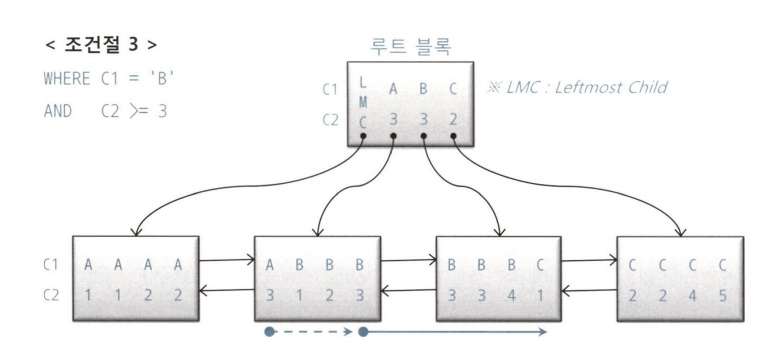 < 조건절 3 >
WHERE C1 = 'B'
AND C2 >= 3
루트 블록
C1 LMC A B C
C2 3 3 2
※ LMC : Leftmost Child
C1 A A A A A B B B B B B C C C C C
C2 1 1 2 2 3 1 2 3 3 3 4 1 2 2 4 5